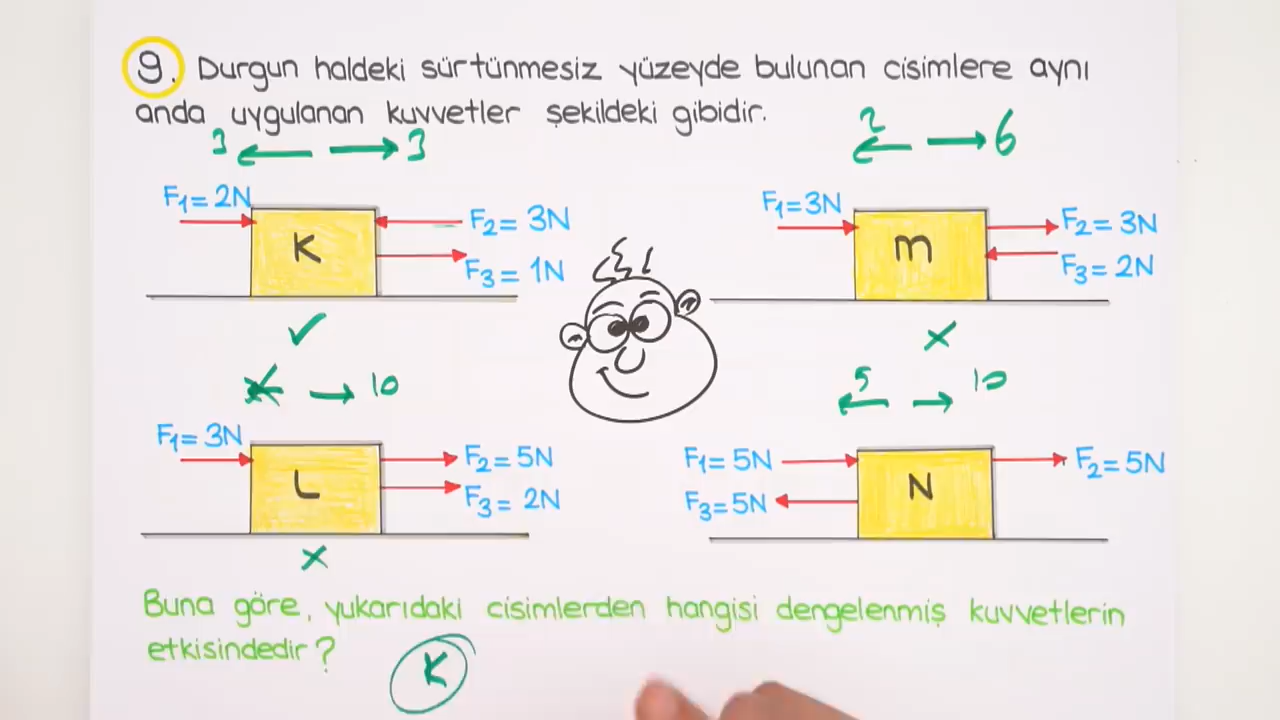 9. Durgun haldeki sürtünmesiz yüzeyde bulunan cisimlere aynı
anda uygulanan kuvvetler şekildeki gibidir.
3 3
2 6
F1= 2N
K
F2= 3N
F3= 1N
F1= 3N
M
F2= 3N
F3= 2N
10
5 10
F1= 3N
L
F2= 5N
F3= 2N
F1= 5N
F3= 5N
N
F2= 5N
Buna göre, yukarıdaki cisimlerden hangisi dengelenmiş kuvvetlerin
etkisindedir?
K